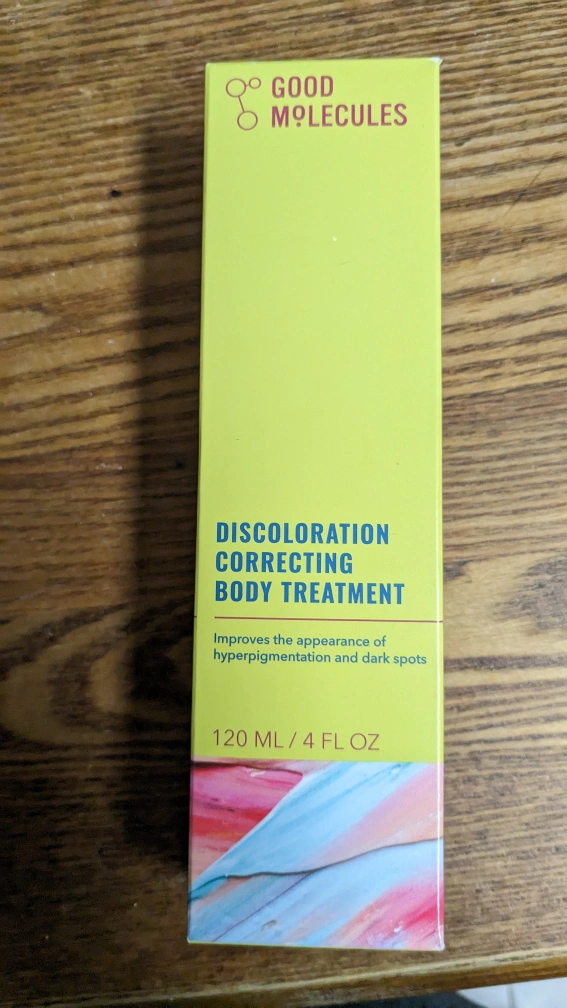 GOOD
MOLECULES
DISCOLORATION
CORRECTING
BODY TREATMENT
Improves the appearance of
hyperpigmentation and dark spots
120 ML / 4 FL OZ